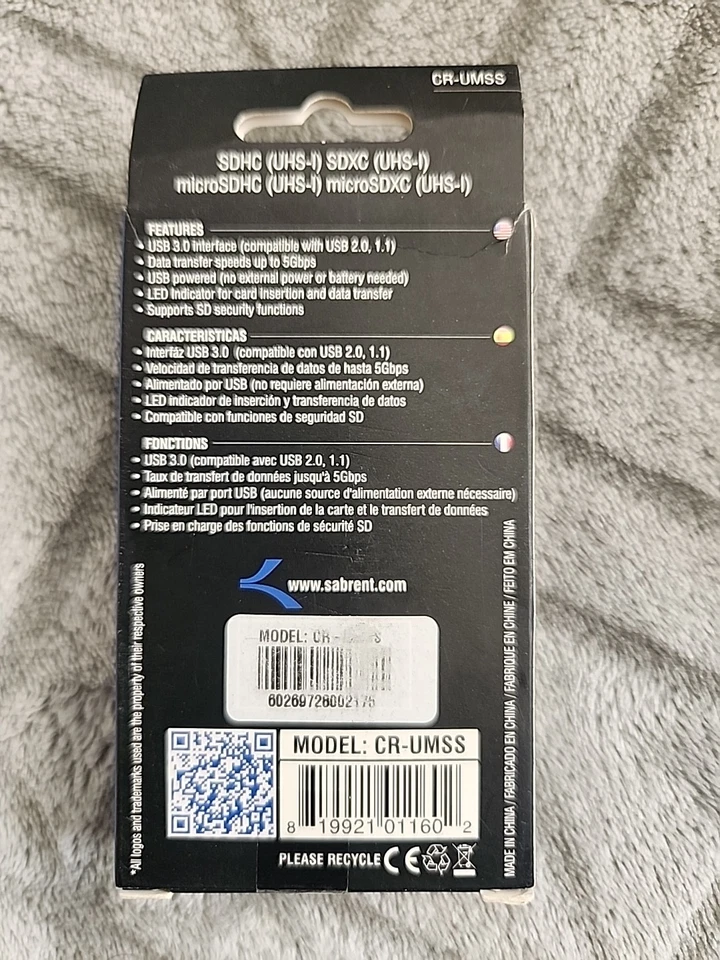 CR-UMSS
SDHC (UHS-I) SDXC (UHS-I)
microSDHC (UHS-I) microSDXC (UHS-I)
FEATURES
• USB 3.0 Interface (compatible with USB 2.0, 1.1)
• Data transfer speeds up to 5Gbps
• USB powered (no external power or battery needed)
• LED Indicator for card insertion and data transfer
• Supports SD security functions
CARACTERISTICAS
• Interfáz USB 3.0 (compatible con USB 2.0, 1.1)
• Velocidad de transferencia de datos de hasta 5Gbps
• Alimentado por USB (no requiere alimentación externa)
• LED indicador de inserción y transferencia de datos
• Compatible con funciones de seguridad SD
FONCTIONS
• USB 3.0 (compatible avec USB 2.0, 1.1)
• Taux de transfert de données jusqu'à 5Gbps
• Alimenté par port USB (aucune source d'alimentation externe nécessaire)
• Indicateur LED pour l'insertion de la carte et le transfert de données
• Prise en charge des fonctions de sécurité SD
www.sabrent.com
*All logos and trademarks used are the property of their respective owners
MADE IN CHINA / FABRICADO EN CHINA / FABRIQUE EN CHINE / FEITO EM CHINA
MODEL:
MODEL: CR-UMSS
8 19921 01160 2
PLEASE RECYCLE CE